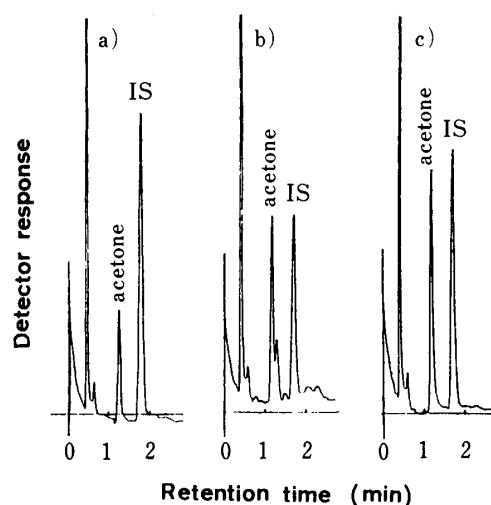 a)
IS
acetone
b)
acetone
IS
c)
acetone
IS
Detector response
0 1 2
0 1 2
0 1 2
Retention time (min)